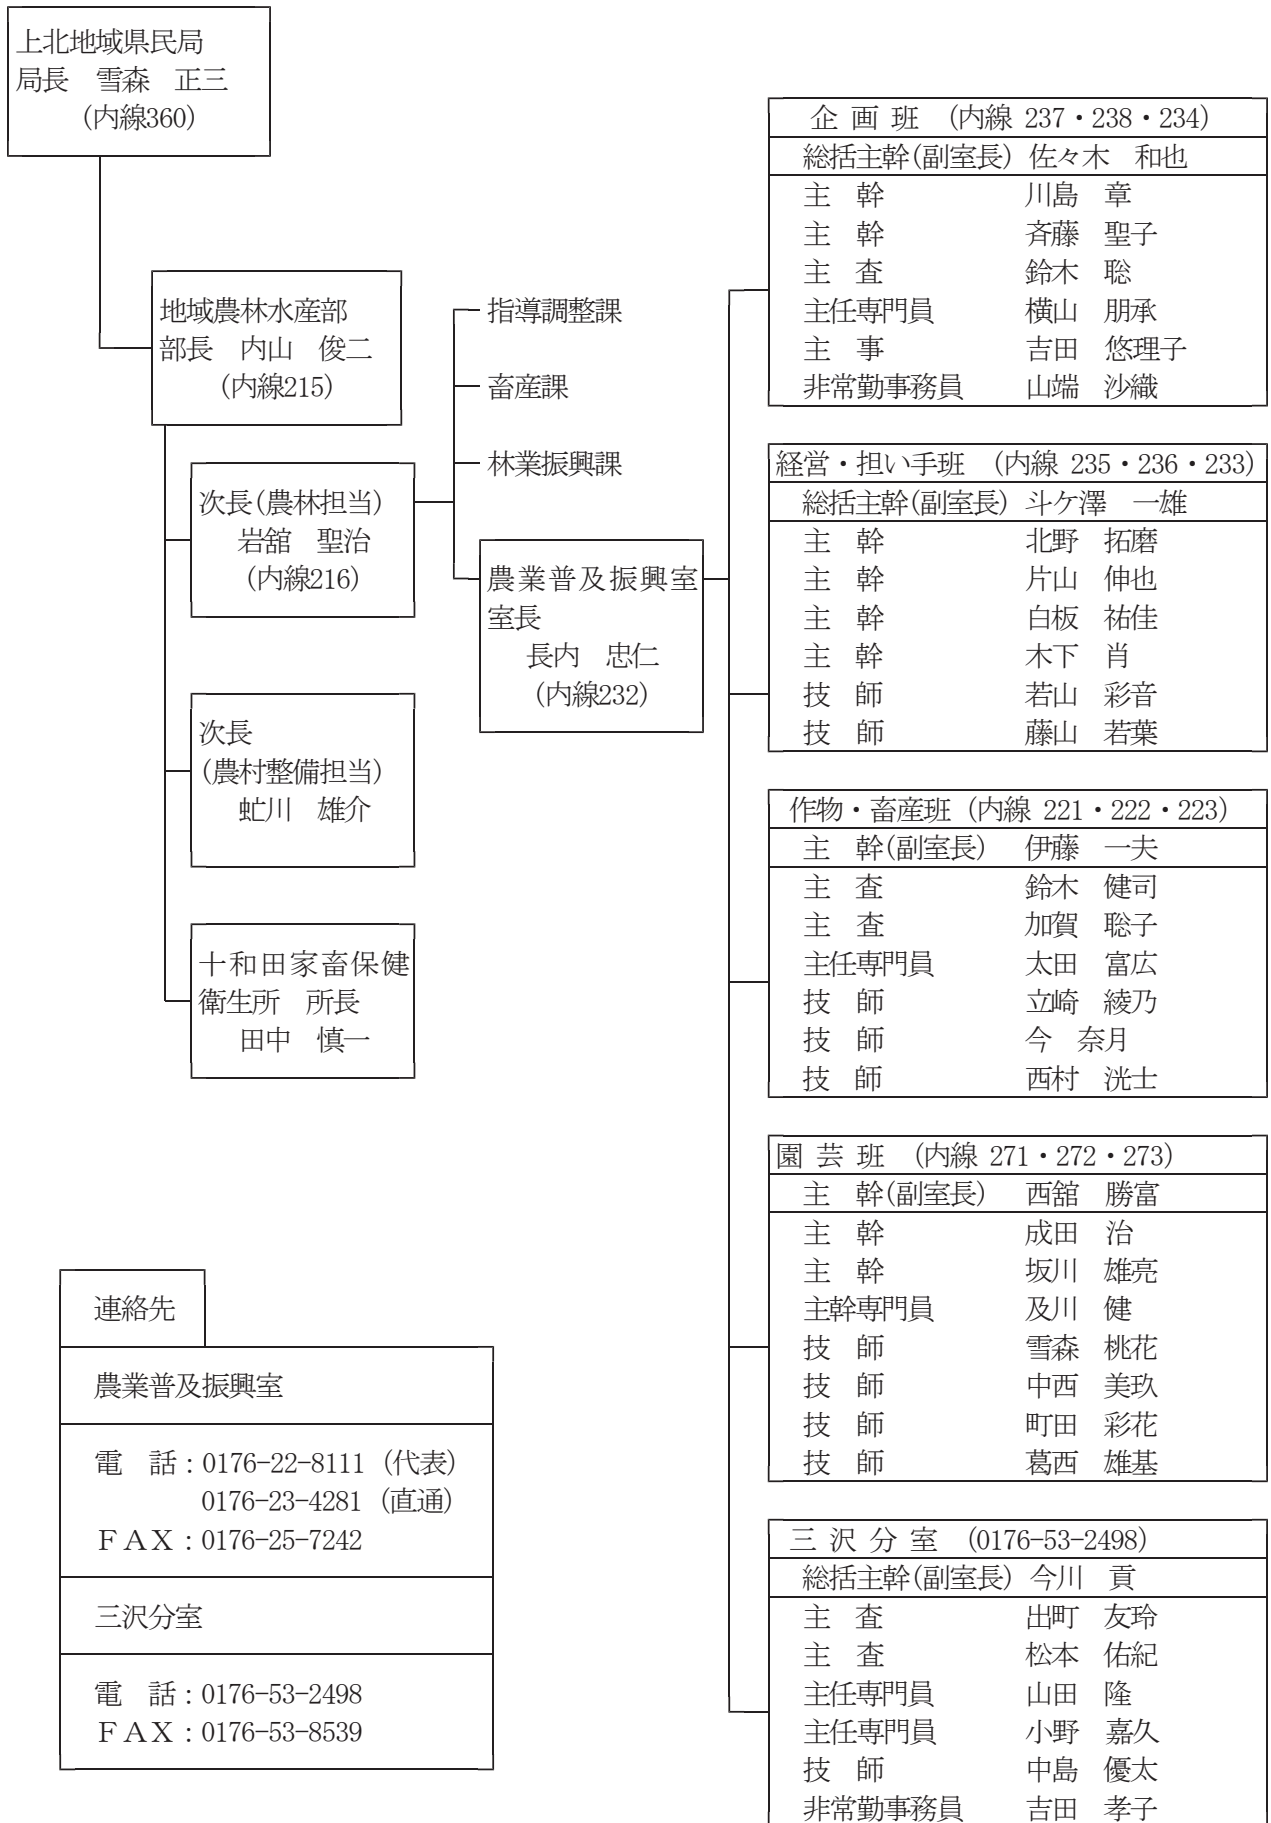 上北地域県民局
局長　雪森　正三
(内線360)
地域農林水産部
部長　内山　俊二
(内線215)
次長(農林担当)
岩舘　聖治
(内線216)
次長
(農村整備担当)
虻川　雄介
十和田家畜保健
衛生所　所長
田中　慎一
指導調整課
畜産課
林業振興課
農業普及振興室
室長
長内　忠仁
(内線232)
企 画 班　(内線 237・238・234)
総括主幹(副室長) 佐々木　和也
主　幹　川島　章
主　幹　斉藤　聖子
主　査　鈴木　聡
主任専門員　横山　朋承
主　事　吉田　悠理子
非常勤事務員　山端　沙織
経営・担い手班　(内線 235・236・233)
総括主幹(副室長) 斗ケ澤　一雄
主　幹　北野　拓磨
主　幹　片山　伸也
主　幹　白板　祐佳
主　幹　木下　肖
技　師　若山　彩音
技　師　藤山　若葉
作物・畜産班 (内線 221・222・223)
主　幹(副室長)　伊藤　一夫
主　査　鈴木　健司
主　査　加賀　聡子
主任専門員　太田　富広
技　師　立崎　綾乃
技　師　今　奈月
技　師　西村　洸士
園 芸 班　(内線 271・272・273)
主　幹(副室長)　西舘　勝富
主　幹　成田　治
主　幹　坂川　雄亮
主幹専門員　及川　健
技　師　雪森　桃花
技　師　中西　美玖
技　師　町田　彩花
技　師　葛西　雄基
三 沢 分 室　(0176-53-2498)
総括主幹(副室長) 今川　貢
主　査　出町　友玲
主　査　松本　佑紀
主任専門員　山田　隆
主任専門員　小野　嘉久
技　師　中島　優太
非常勤事務員　吉田　孝子
連絡先
農業普及振興室
電　話：0176-22-8111 (代表)
0176-23-4281 (直通)
ＦＡＸ：0176-25-7242
三沢分室
電　話：0176-53-2498
ＦＡＸ：0176-53-8539